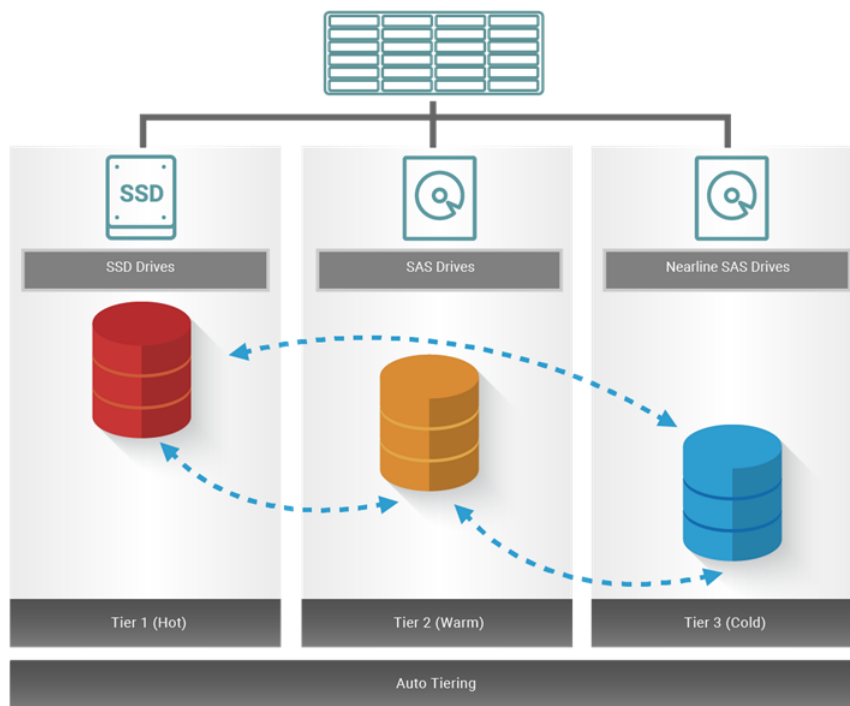 SSD
SSD Drives
SAS Drives
Nearline SAS Drives
Tier 1 (Hot)
Tier 2 (Warm)
Tier 3 (Cold)
Auto Tiering